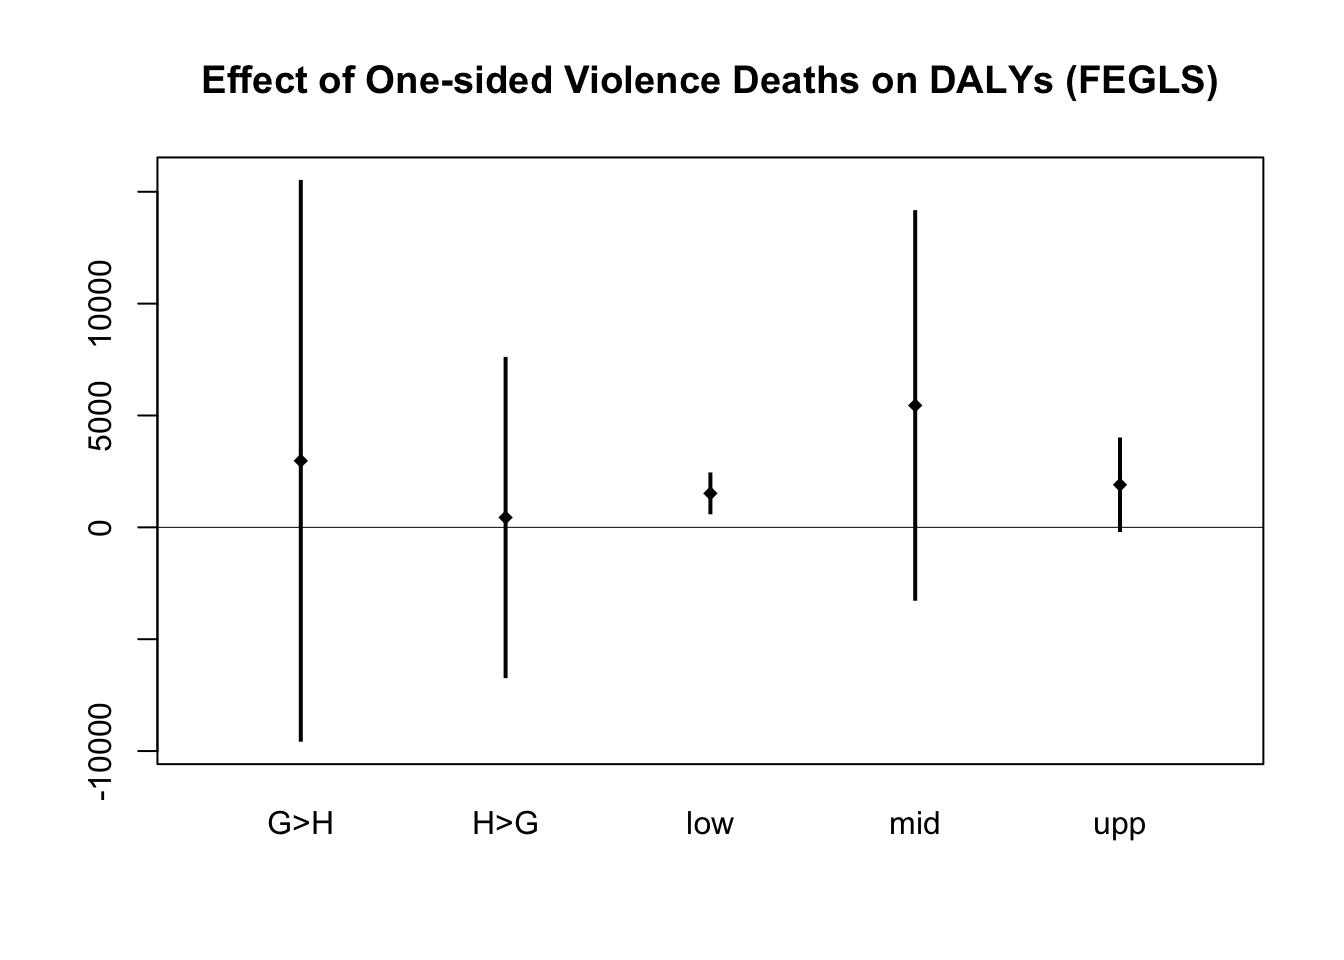 Effect of One-sided Violence Deaths on DALYs (FEGLS)
10000
5000
0
-10000
G>H H>G low mid upp